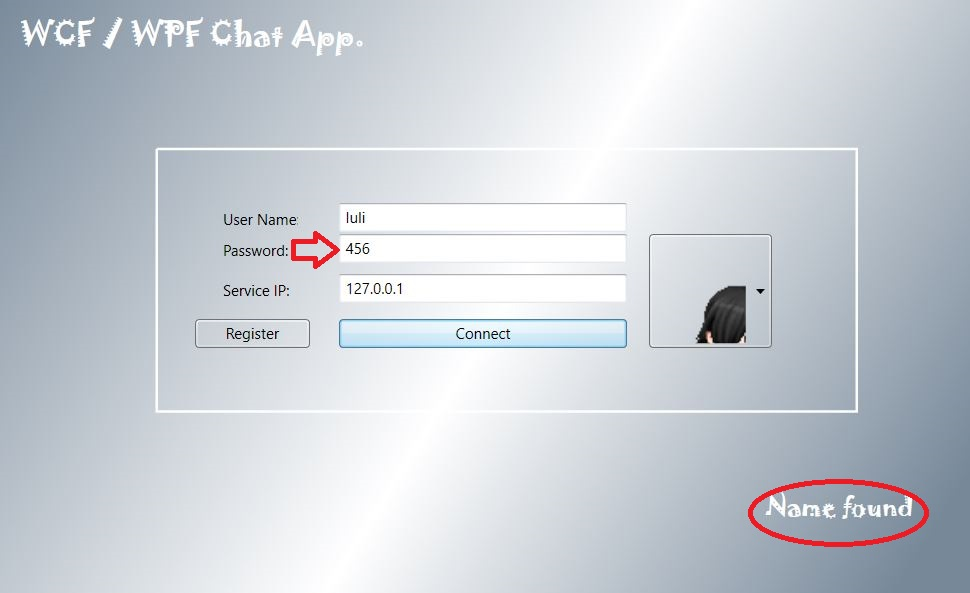 WCF / WPF Chat App.
User Name:
luli
Password:
456
Service IP:
127.0.0.1
Register
Connect
Name found